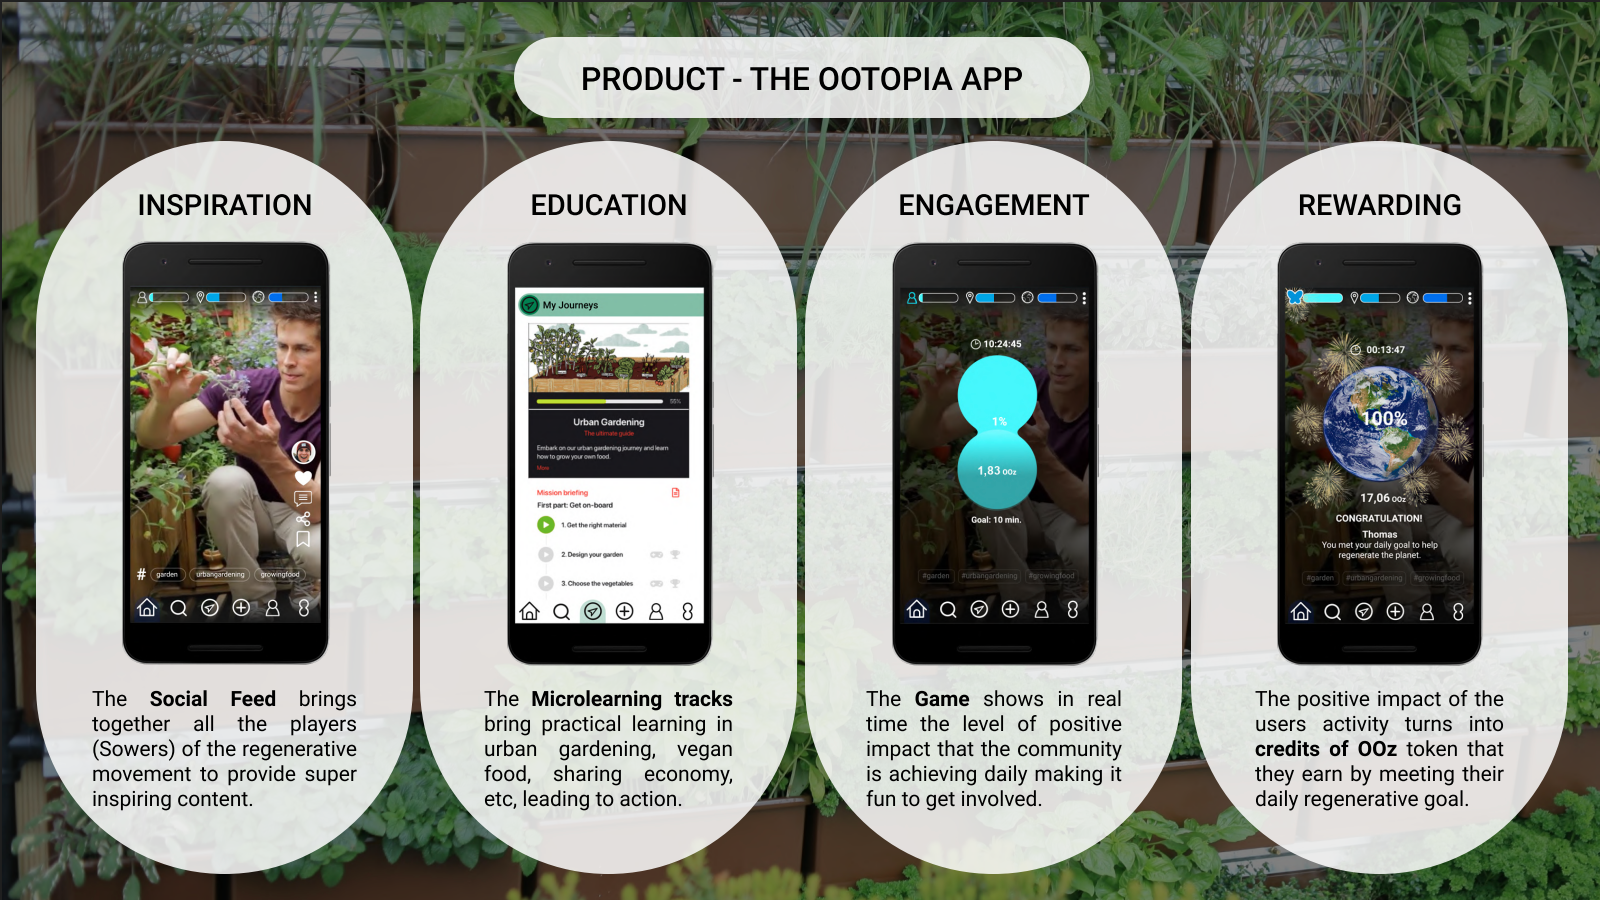 PRODUCT - THE OOTOPIA APP
INSPIRATION
# garden urbangardening growingfood
The Social Feed brings
together all the players
(Sowers) of the regenerative
movement to provide super
inspiring content.
EDUCATION
My Journeys
55%
Urban Gardening
The ultimate guide
Embark on our urban gardening journey and learn
how to grow your own food.
More
Mission briefing
First part: Get on-board
1. Get the right material
2. Design your garden
3. Choose the vegetables
The Microlearning tracks
bring practical learning in
urban gardening, vegan
food, sharing economy,
etc, leading to action.
ENGAGEMENT
10:24:45
1%
1,83 OOz
Goal: 10 min.
#garden #urbangardening #growingfood
The Game shows in real
time the level of positive
impact that the community
is achieving daily making it
fun to get involved.
REWARDING
00:13:47
100%
17,06 OOz
CONGRATULATION!
Thomas
You met your daily goal to help
regenerate the planet.
#garden #urbangardening #growingfood
The positive impact of the
users activity turns into
credits of OOz token that
they earn by meeting their
daily regenerative goal.